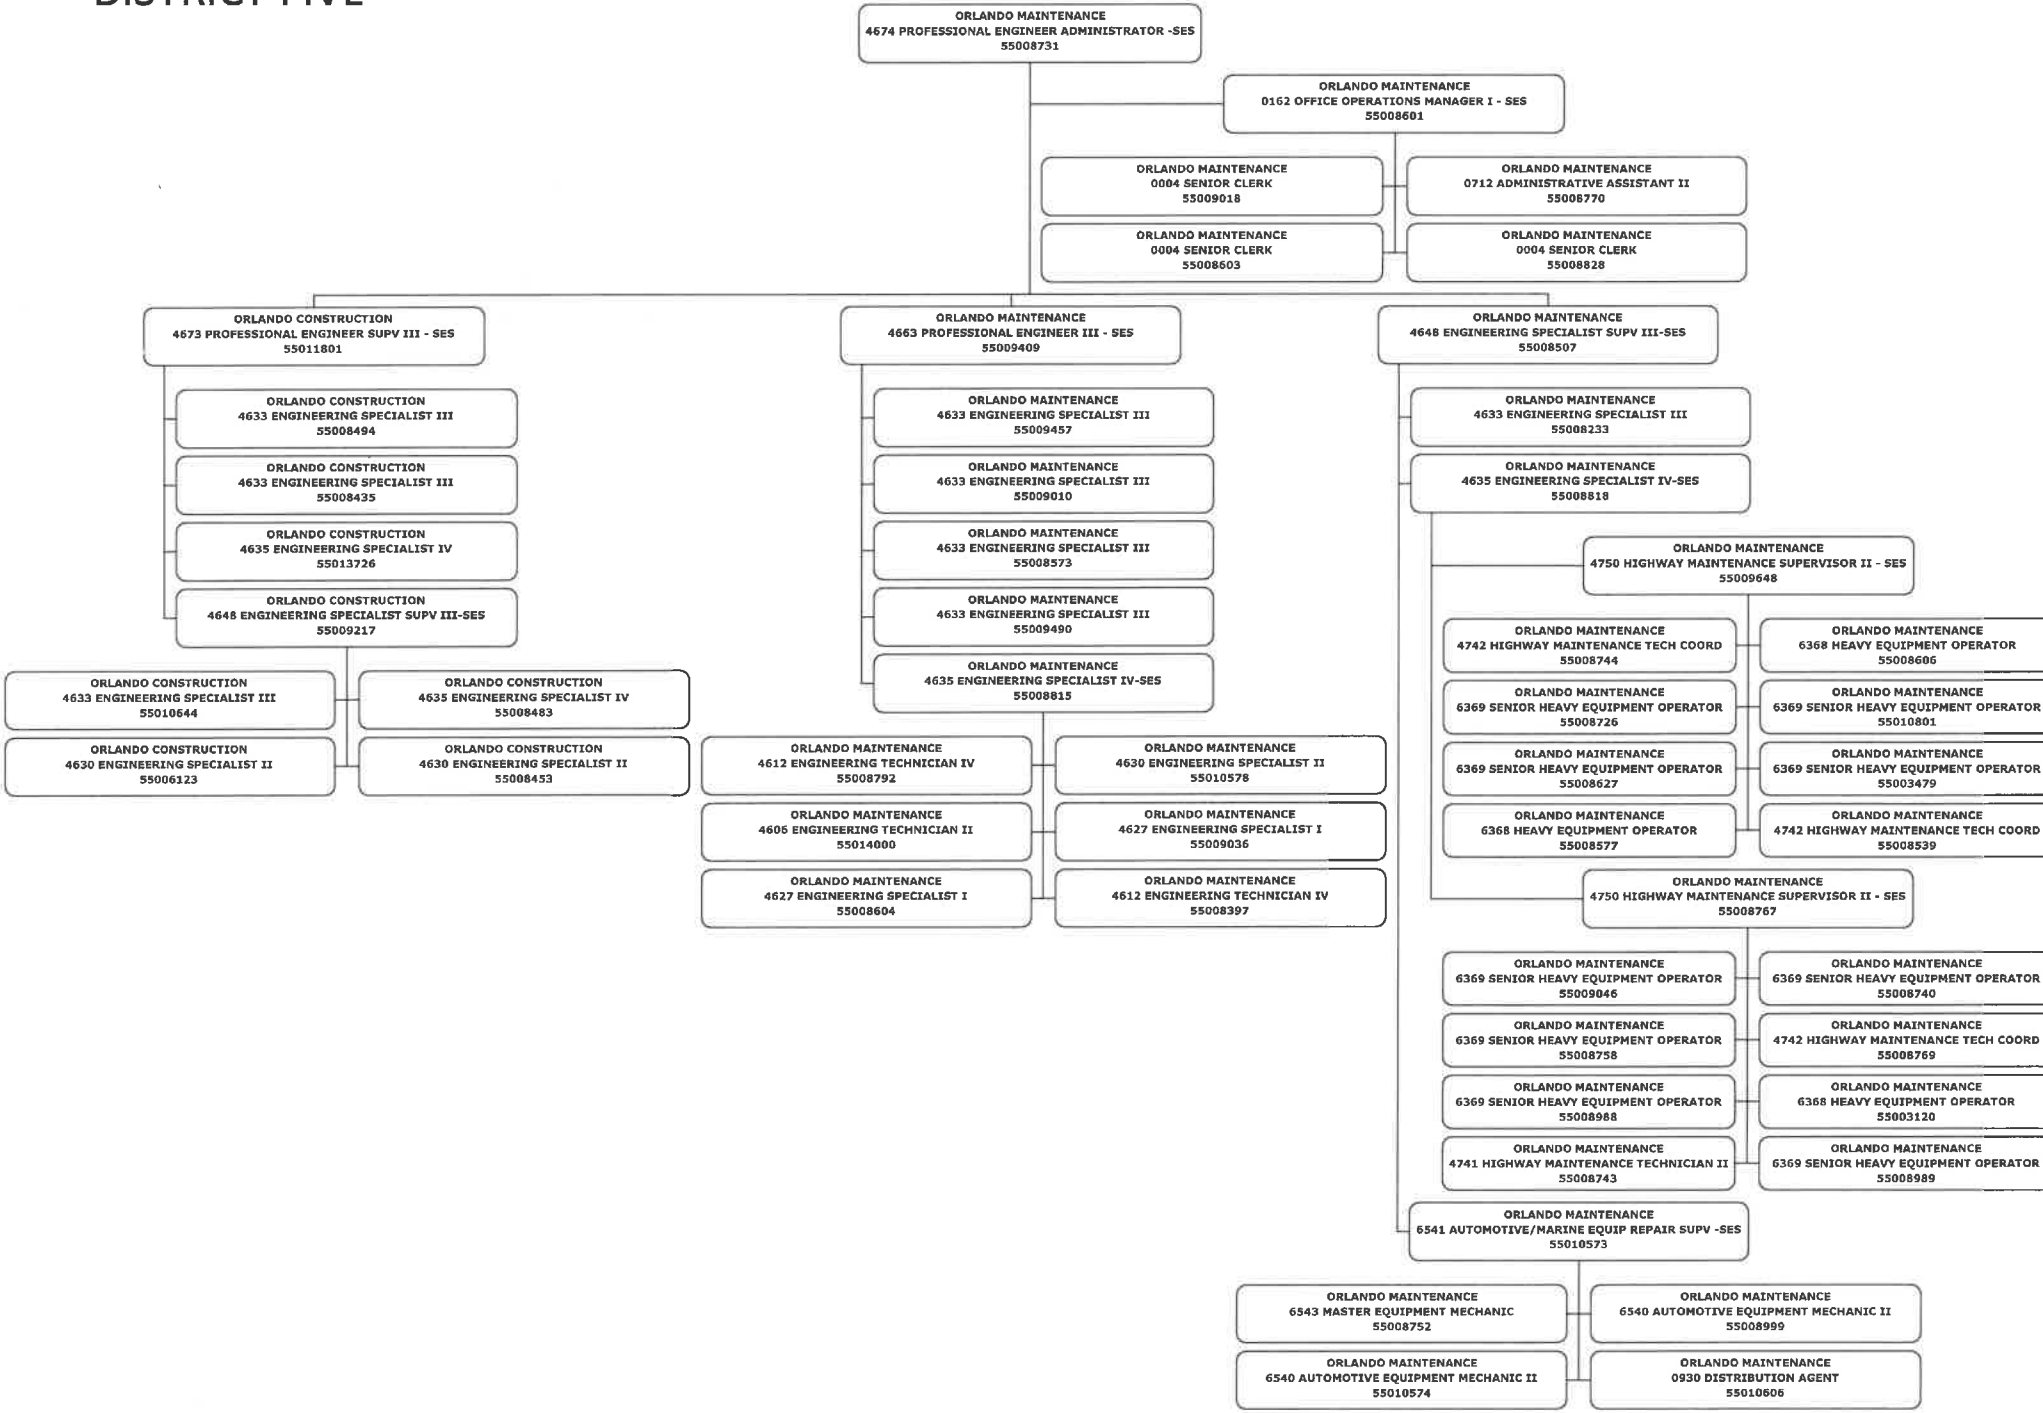 DISTRICT FIVE
ORLANDO MAINTENANCE
4674 PROFESSIONAL ENGINEER ADMINISTRATOR -SES
55008731
ORLANDO MAINTENANCE
0162 OFFICE OPERATIONS MANAGER I - SES
55008601
ORLANDO MAINTENANCE
0004 SENIOR CLERK
55009018
ORLANDO MAINTENANCE
0712 ADMINISTRATIVE ASSISTANT II
55008770
ORLANDO MAINTENANCE
0004 SENIOR CLERK
55008603
ORLANDO MAINTENANCE
0004 SENIOR CLERK
55008828
ORLANDO CONSTRUCTION
4673 PROFESSIONAL ENGINEER SUPV III - SES
55011801
ORLANDO CONSTRUCTION
4633 ENGINEERING SPECIALIST III
55008494
ORLANDO CONSTRUCTION
4633 ENGINEERING SPECIALIST III
55008435
ORLANDO CONSTRUCTION
4635 ENGINEERING SPECIALIST IV
55013726
ORLANDO CONSTRUCTION
4648 ENGINEERING SPECIALIST SUPV III-SES
55009217
ORLANDO CONSTRUCTION
4633 ENGINEERING SPECIALIST III
55010644
ORLANDO CONSTRUCTION
4635 ENGINEERING SPECIALIST IV
55008483
ORLANDO CONSTRUCTION
4630 ENGINEERING SPECIALIST II
55006123
ORLANDO CONSTRUCTION
4630 ENGINEERING SPECIALIST II
55008453
ORLANDO MAINTENANCE
4663 PROFESSIONAL ENGINEER III - SES
55009409
ORLANDO MAINTENANCE
4633 ENGINEERING SPECIALIST III
55009457
ORLANDO MAINTENANCE
4633 ENGINEERING SPECIALIST III
55009010
ORLANDO MAINTENANCE
4633 ENGINEERING SPECIALIST III
55008573
ORLANDO MAINTENANCE
4633 ENGINEERING SPECIALIST III
55009490
ORLANDO MAINTENANCE
4635 ENGINEERING SPECIALIST IV-SES
55008815
ORLANDO MAINTENANCE
4612 ENGINEERING TECHNICIAN IV
55008792
ORLANDO MAINTENANCE
4630 ENGINEERING SPECIALIST II
55010578
ORLANDO MAINTENANCE
4606 ENGINEERING TECHNICIAN II
55014000
ORLANDO MAINTENANCE
4627 ENGINEERING SPECIALIST I
55009036
ORLANDO MAINTENANCE
4627 ENGINEERING SPECIALIST I
55008604
ORLANDO MAINTENANCE
4612 ENGINEERING TECHNICIAN IV
55008397
ORLANDO MAINTENANCE
4648 ENGINEERING SPECIALIST SUPV III-SES
55008507
ORLANDO MAINTENANCE
4633 ENGINEERING SPECIALIST III
55008233
ORLANDO MAINTENANCE
4635 ENGINEERING SPECIALIST IV-SES
55008818
ORLANDO MAINTENANCE
4750 HIGHWAY MAINTENANCE SUPERVISOR II - SES
55009648
ORLANDO MAINTENANCE
4742 HIGHWAY MAINTENANCE TECH COORD
55008744
ORLANDO MAINTENANCE
6368 HEAVY EQUIPMENT OPERATOR
55008606
ORLANDO MAINTENANCE
6369 SENIOR HEAVY EQUIPMENT OPERATOR
55008726
ORLANDO MAINTENANCE
6369 SENIOR HEAVY EQUIPMENT OPERATOR
55010801
ORLANDO MAINTENANCE
6369 SENIOR HEAVY EQUIPMENT OPERATOR
55008627
ORLANDO MAINTENANCE
6369 SENIOR HEAVY EQUIPMENT OPERATOR
55003479
ORLANDO MAINTENANCE
6368 HEAVY EQUIPMENT OPERATOR
55008577
ORLANDO MAINTENANCE
4742 HIGHWAY MAINTENANCE TECH COORD
55008539
ORLANDO MAINTENANCE
4750 HIGHWAY MAINTENANCE SUPERVISOR II - SES
55008767
ORLANDO MAINTENANCE
6369 SENIOR HEAVY EQUIPMENT OPERATOR
55009046
ORLANDO MAINTENANCE
6369 SENIOR HEAVY EQUIPMENT OPERATOR
55008740
ORLANDO MAINTENANCE
6369 SENIOR HEAVY EQUIPMENT OPERATOR
55008758
ORLANDO MAINTENANCE
4742 HIGHWAY MAINTENANCE TECH COORD
55008769
ORLANDO MAINTENANCE
6369 SENIOR HEAVY EQUIPMENT OPERATOR
55008988
ORLANDO MAINTENANCE
6368 HEAVY EQUIPMENT OPERATOR
55003120
ORLANDO MAINTENANCE
4741 HIGHWAY MAINTENANCE TECHNICIAN II
55008743
ORLANDO MAINTENANCE
6369 SENIOR HEAVY EQUIPMENT OPERATOR
55008989
ORLANDO MAINTENANCE
6541 AUTOMOTIVE/MARINE EQUIP REPAIR SUPV -SES
55010573
ORLANDO MAINTENANCE
6543 MASTER EQUIPMENT MECHANIC
55008752
ORLANDO MAINTENANCE
6540 AUTOMOTIVE EQUIPMENT MECHANIC II
55008999
ORLANDO MAINTENANCE
6540 AUTOMOTIVE EQUIPMENT MECHANIC II
55010574
ORLANDO MAINTENANCE
0930 DISTRIBUTION AGENT
55010606